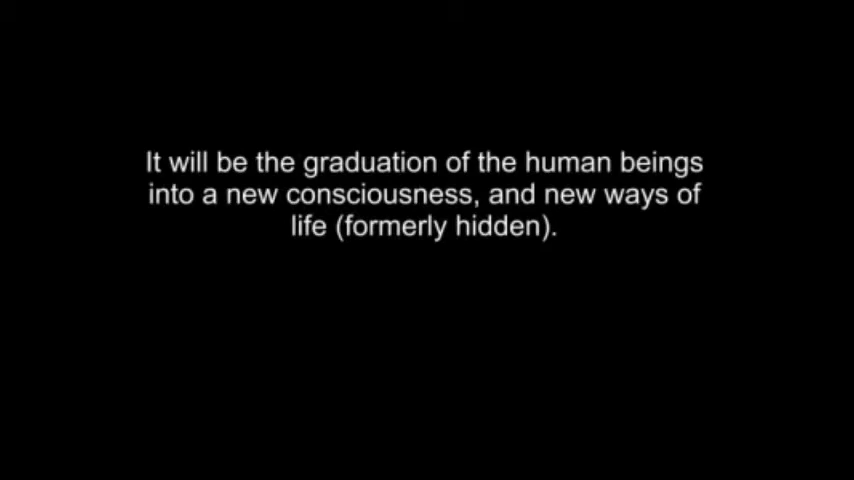 It will be the graduation of the human beings
into a new consciousness, and new ways of
life (formerly hidden).